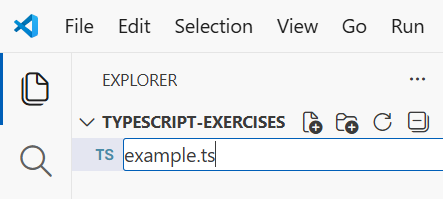 File Edit Selection View Go Run
EXPLORER
TYPESCRIPT-EXERCISES
TS example.ts